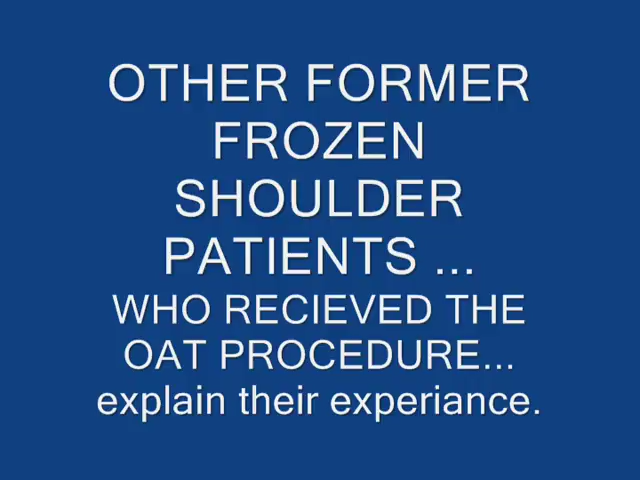 OTHER FORMER
FROZEN
SHOULDER
PATIENTS ...
WHO RECIEVED THE
OAT PROCEDURE...
explain their experiance.